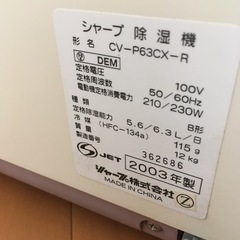 シャープ 除湿機
形名 CV-P63CX-R
DEM
定格電圧 100V
定格周波数 50/60Hz
電動機定格消費電力 210/230W
種類 B形
定格除湿能力 5.6/6.3L/日
冷媒(HFC-134a) 115g
質量 12kg
製造番号 362686
S JET 2003年製
シャープ株式会社 Z
MADE IN CHINA